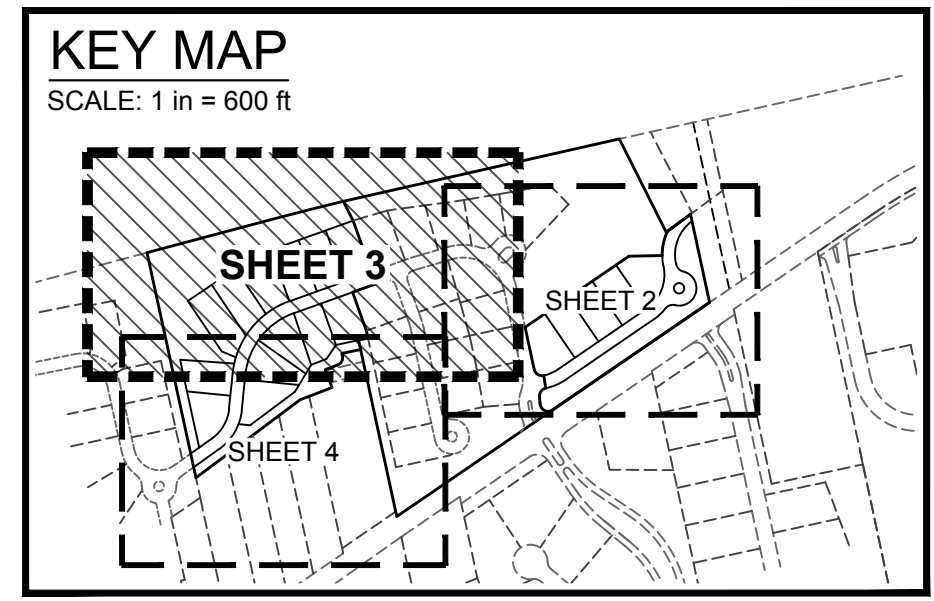 KEY MAP
SCALE: 1 in = 600 ft
SHEET 3
SHEET 2
SHEET 4